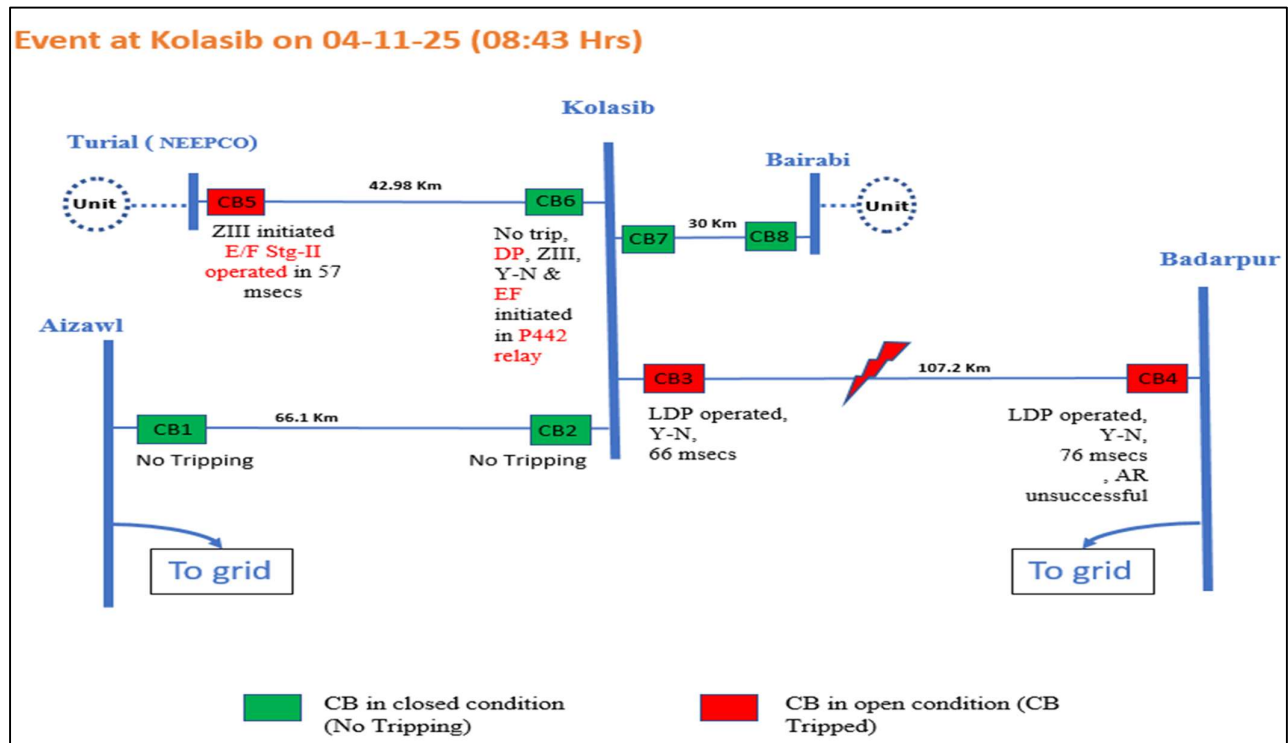 Event at Kolasib on 04-11-25 (08:43 Hrs)
Kolasib
Turial ( NEEPCO)
Bairabi
Unit
CB5
42.98 Km
CB6
Unit
ZIII initiated
E/F Stg-II
operated in 57
msecs
No trip,
DP, ZIII,
Y-N &
EF
initiated
in P442
relay
CB7
30 Km
CB8
Badarpur
Aizawl
CB3
107.2 Km
CB4
LDP operated,
Y-N,
66 msecs
LDP operated,
Y-N,
76 msecs
, AR
unsuccessful
CB1
66.1 Km
CB2
No Tripping
No Tripping
To grid
To grid
CB in closed condition
(No Tripping)
CB in open condition (CB
Tripped)